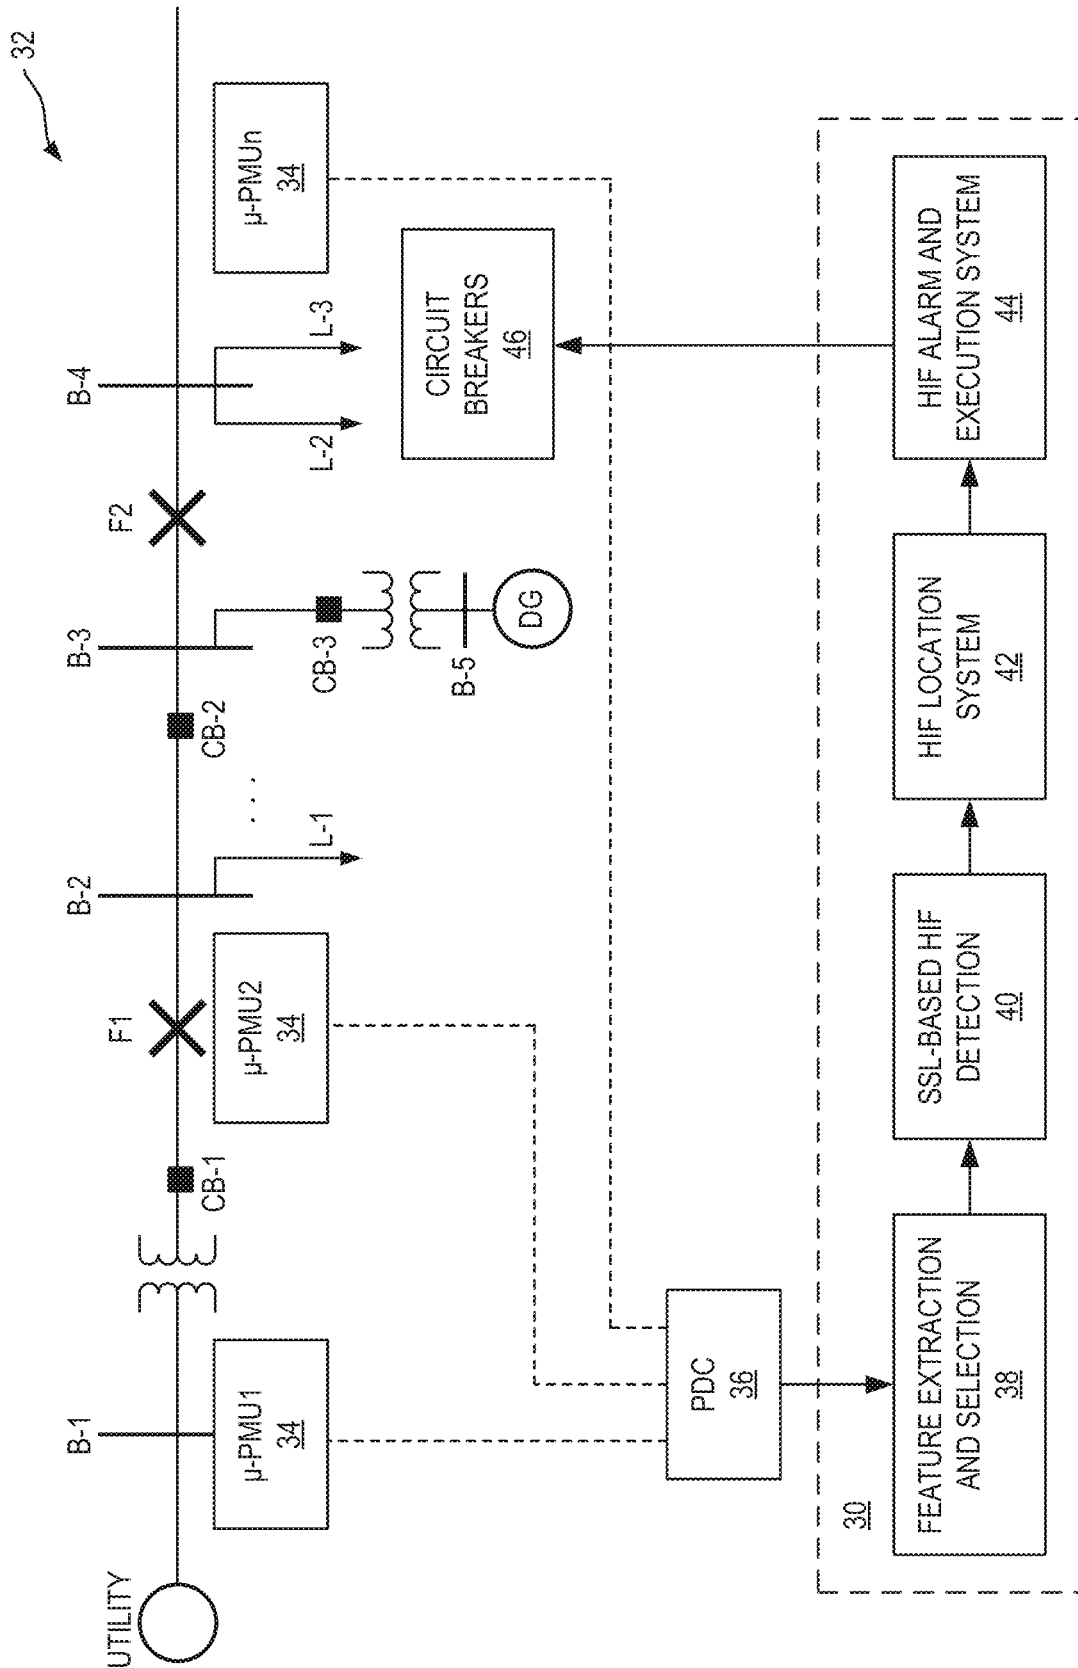 32
UTILITY
B-1
CB-1
F1
B-2
CB-2
B-3
F2
B-4
L-1
. . .
CB-3
B-5
DG
L-2
L-3
µ-PMU1
34
µ-PMU2
34
µ-PMUn
34
CIRCUIT
BREAKERS
46
PDC
36
30
FEATURE EXTRACTION
AND SELECTION
38
SSL-BASED HIF
DETECTION
40
HIF LOCATION
SYSTEM
42
HIF ALARM AND
EXECUTION SYSTEM
44